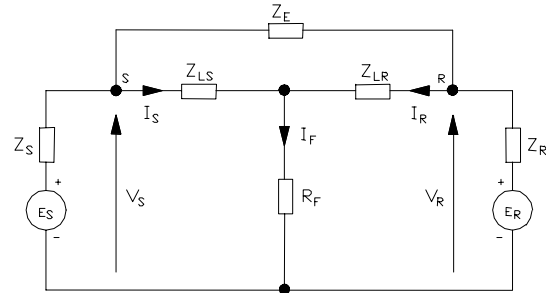 Z_E
S
Z_LS
Z_LR
R
I_S
I_R
Z_S
I_F
Z_R
+
E_S
-
V_S
R_F
V_R
+
E_R
-